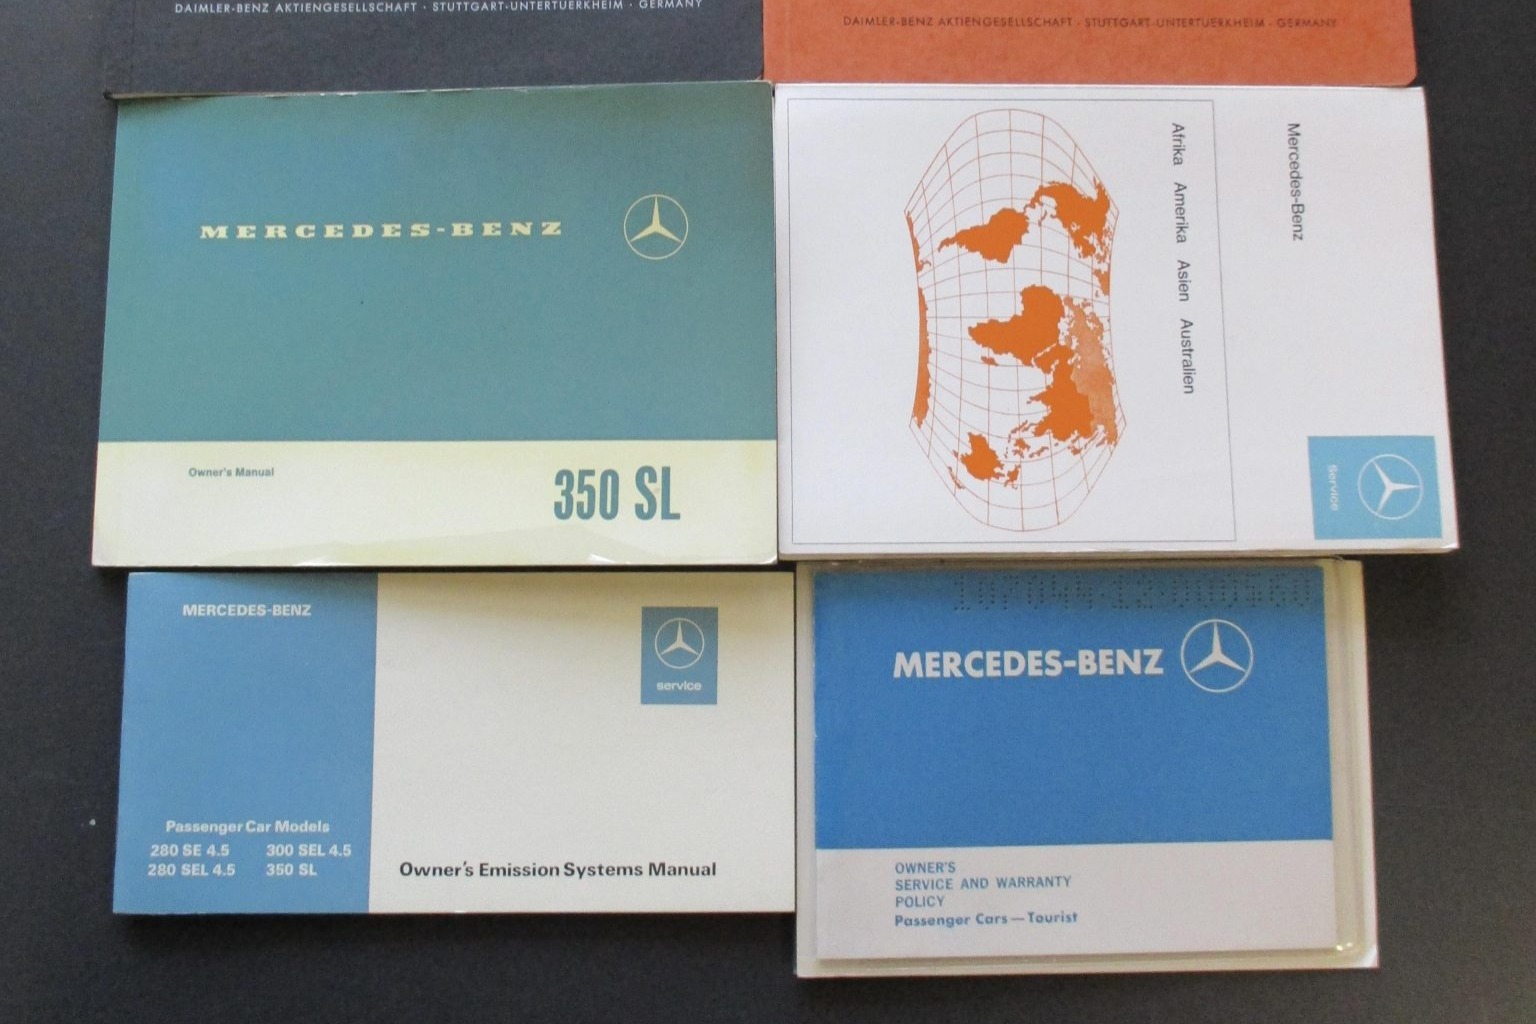 DAIMLER-BENZ AKTIENGESELLSCHAFT · STUTTGART-UNTERTUERKHEIM · GERMANY
DAIMLER-BENZ AKTIENGESELLSCHAFT · STUTTGART-UNTERTUERKHEIM · GERMANY
MERCEDES-BENZ
Owner's Manual
350 SL
Mercedes-Benz
Afrika Amerika Asien Australien
Service
MERCEDES-BENZ
service
Passenger Car Models
280 SE 4.5 300 SEL 4.5
280 SEL 4.5 350 SL
Owner's Emission Systems Manual
MERCEDES-BENZ
OWNER'S
SERVICE AND WARRANTY
POLICY
Passenger Cars — Tourist